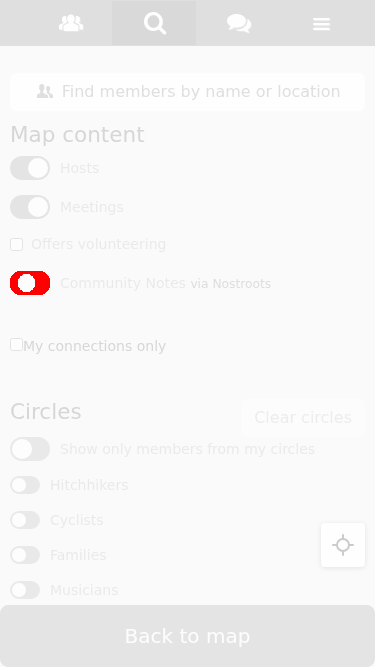 Find members by name or location
Map content
Hosts
Meetings
Offers volunteering
Community Notes via Nostroots
My connections only
Circles
Clear circles
Show only members from my circles
Hitchhikers
Cyclists
Families
Musicians
Back to map